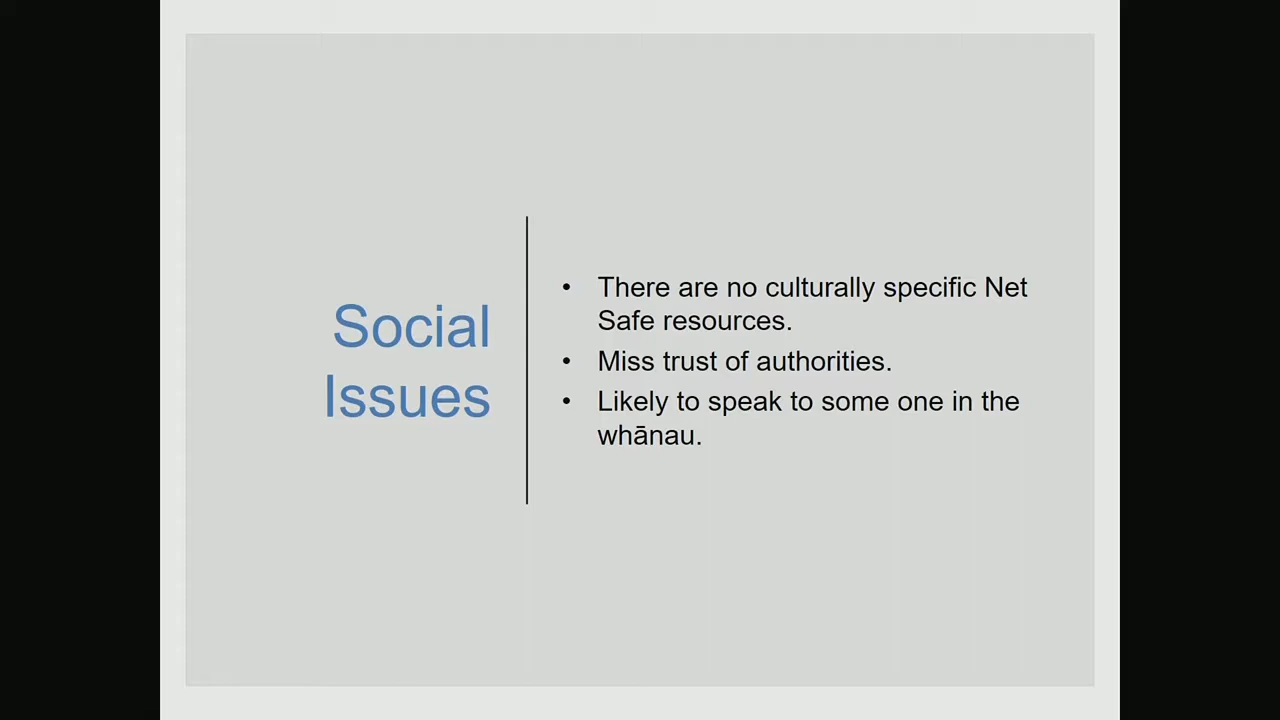 Social
Issues
• There are no culturally specific Net
Safe resources.
• Miss trust of authorities.
• Likely to speak to some one in the
whānau.